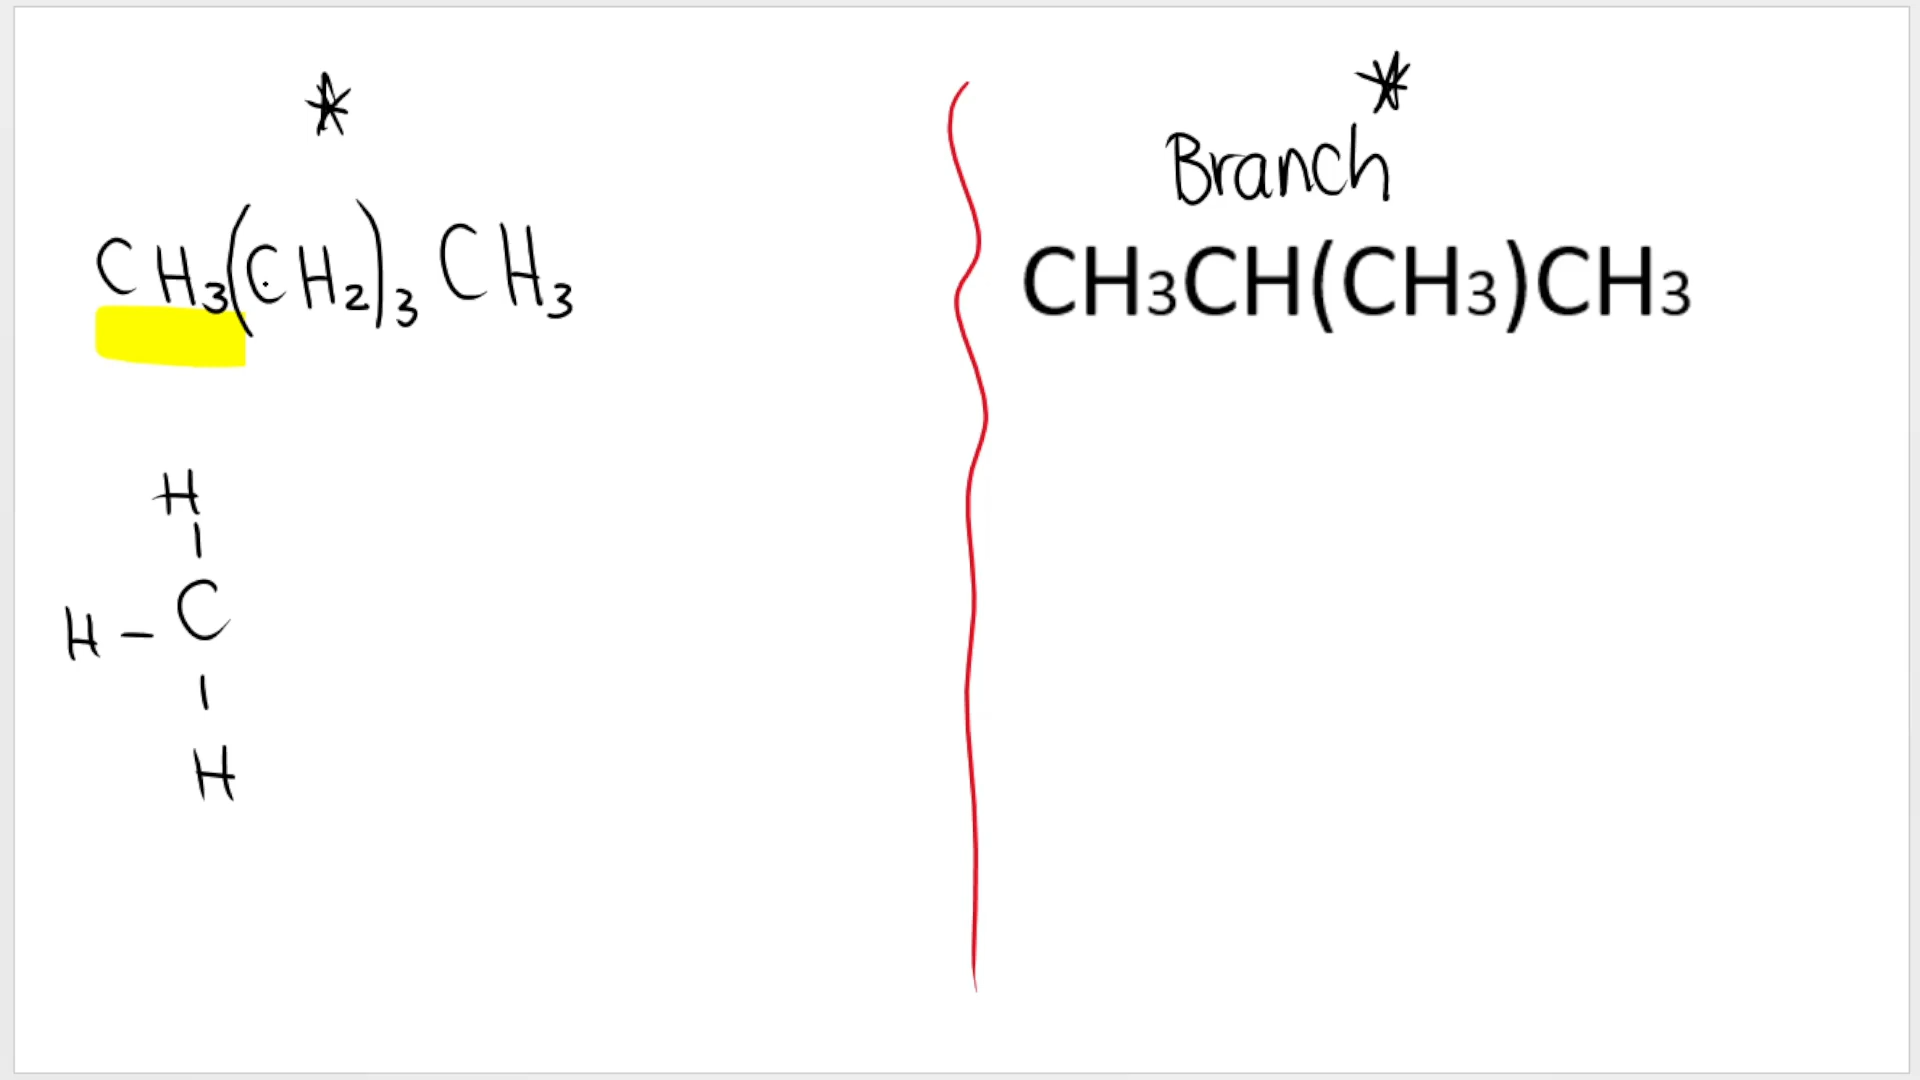 *
CH₃(CH₂)₃CH₃
H
|
H - C
|
H
*
Branch
CH₃CH(CH₃)CH₃